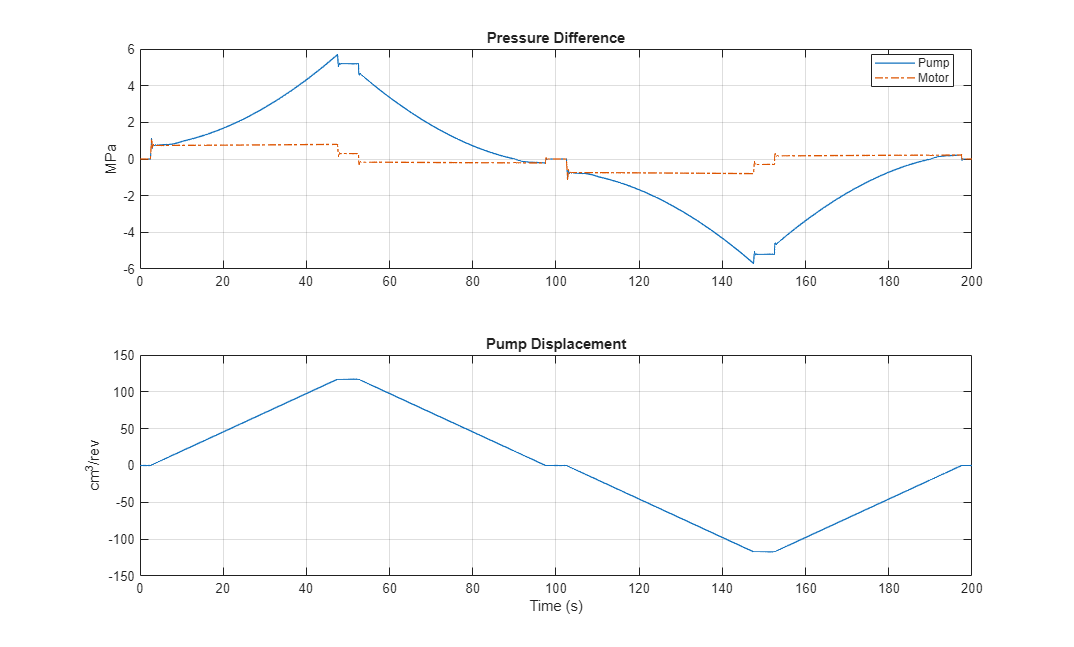 Pressure Difference
6
4
2
0
-2
-4
-6
MPa
Pump
Motor
0 20 40 60 80 100 120 140 160 180 200
Pump Displacement
150
100
50
0
-50
-100
-150
cm³/rev
0 20 40 60 80 100 120 140 160 180 200
Time (s)